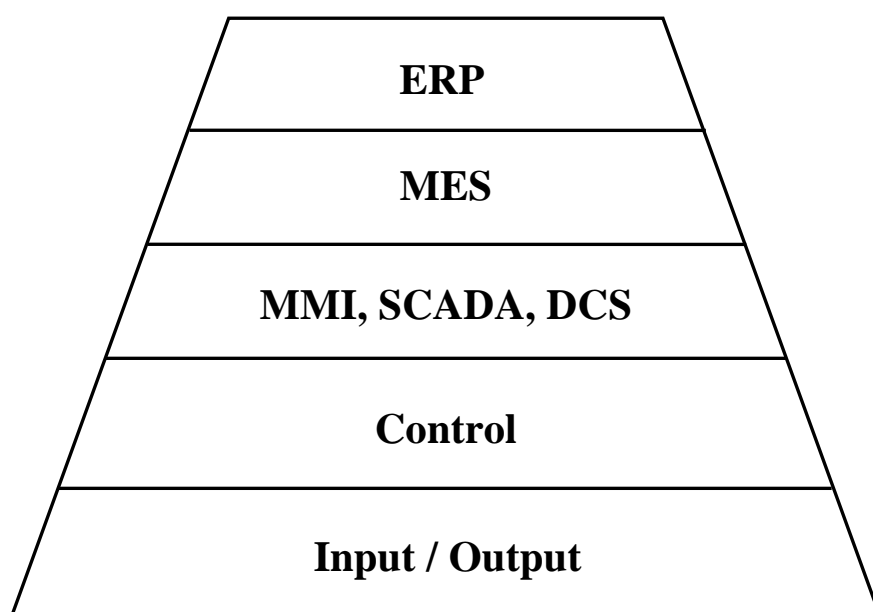 ERP
MES
MMI, SCADA, DCS
Control
Input / Output